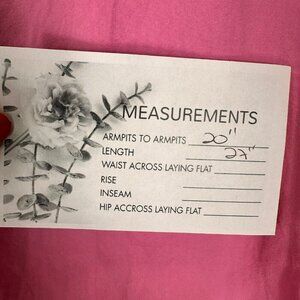 MEASUREMENTS
ARMPITS TO ARMPITS 20"
LENGTH 27"
WAIST ACROSS LAYING FLAT
RISE
INSEAM
HIP ACCROSS LAYING FLAT